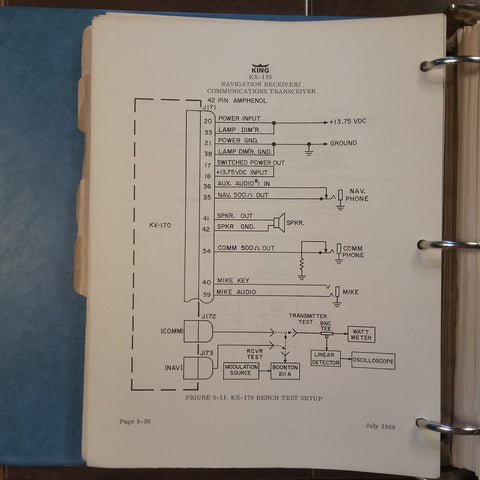 KING
KX-170
NAVIGATION RECEIVER/
COMMUNICATIONS TRANSCEIVER
42 PIN AMPHENOL
J171
20 POWER INPUT +13.75 VDC
33 LAMP DIM'R.
21 POWER GND. GROUND
38 LAMP DIM'R. GND.
17 SWITCHED POWER OUT
18 +13.75VDC INPUT
36 AUX. AUDIO #1 IN
35 NAV. 500Ω OUT
NAV.
PHONE
KX-170
41 SPKR. OUT
42 SPKR GND.
SPKR.
34 COMM 500Ω OUT
COMM
PHONE
40 MIKE KEY
39 MIKE AUDIO
MIKE
J172
(COMM)
TRANSMITTER
TEST
BNC
TEE
WATT
METER
J173
(NAV)
RCVR
TEST
LINEAR
DETECTOR
OSCILLOSCOPE
MODULATION
SOURCE
BOONTON
211 A
FIGURE 5-11 KX-170 BENCH TEST SETUP
Page 5-30
July 1969